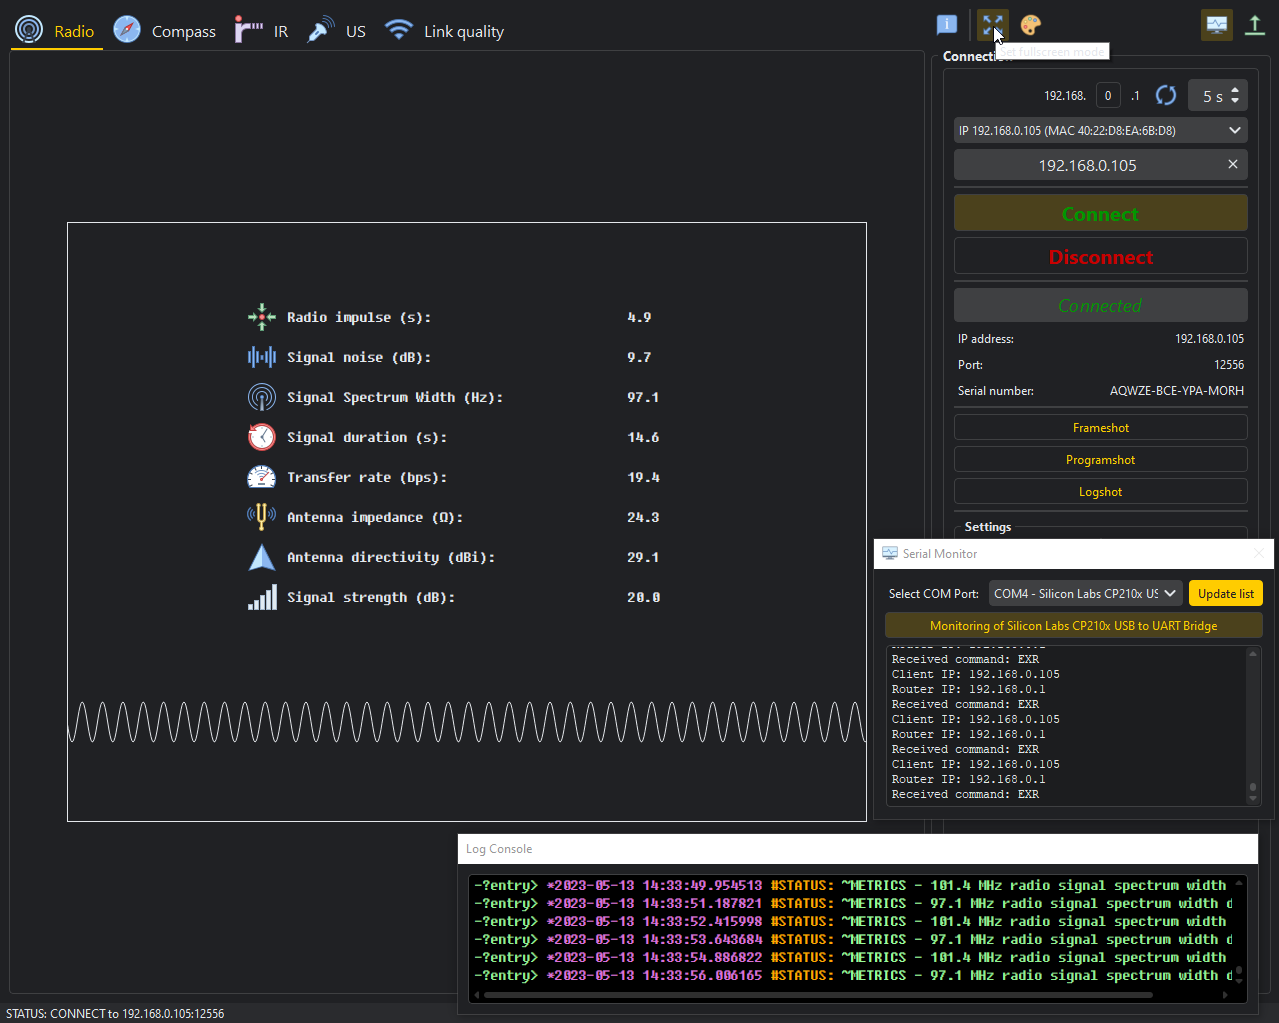 Radio
Compass
IR
US
Link quality
Set fullscreen mode
Connection
192.168. 0 .1
5 s
IP 192.168.0.105 (MAC 40:22:D8:EA:6B:D8)
192.168.0.105
Connect
Disconnect
Connected
IP address: 192.168.0.105
Port: 12556
Serial number: AQWZE-BCE-YPA-MORH
Frameshot
Programshot
Logshot
Settings
Radio impulse (s): 4.9
Signal noise (dB): 9.7
Signal Spectrum Width (Hz): 97.1
Signal duration (s): 14.6
Transfer rate (bps): 19.4
Antenna impedance (Ω): 24.3
Antenna directivity (dBi): 29.1
Signal strength (dB): 20.0
Serial Monitor
Select COM Port: COM4 - Silicon Labs CP210x US
Update list
Monitoring of Silicon Labs CP210x USB to UART Bridge
Received command: EXR
Client IP: 192.168.0.105
Router IP: 192.168.0.1
Received command: EXR
Client IP: 192.168.0.105
Router IP: 192.168.0.1
Received command: EXR
Client IP: 192.168.0.105
Router IP: 192.168.0.1
Received command: EXR
Log Console
-?entry> *2023-05-13 14:33:49.954513 #STATUS: ~METRICS - 101.4 MHz radio signal spectrum width
-?entry> *2023-05-13 14:33:51.187821 #STATUS: ~METRICS - 97.1 MHz radio signal spectrum width d
-?entry> *2023-05-13 14:33:52.415998 #STATUS: ~METRICS - 101.4 MHz radio signal spectrum width
-?entry> *2023-05-13 14:33:53.643684 #STATUS: ~METRICS - 97.1 MHz radio signal spectrum width d
-?entry> *2023-05-13 14:33:54.886822 #STATUS: ~METRICS - 101.4 MHz radio signal spectrum width
-?entry> *2023-05-13 14:33:56.006165 #STATUS: ~METRICS - 97.1 MHz radio signal spectrum width d
STATUS: CONNECT to 192.168.0.105:12556